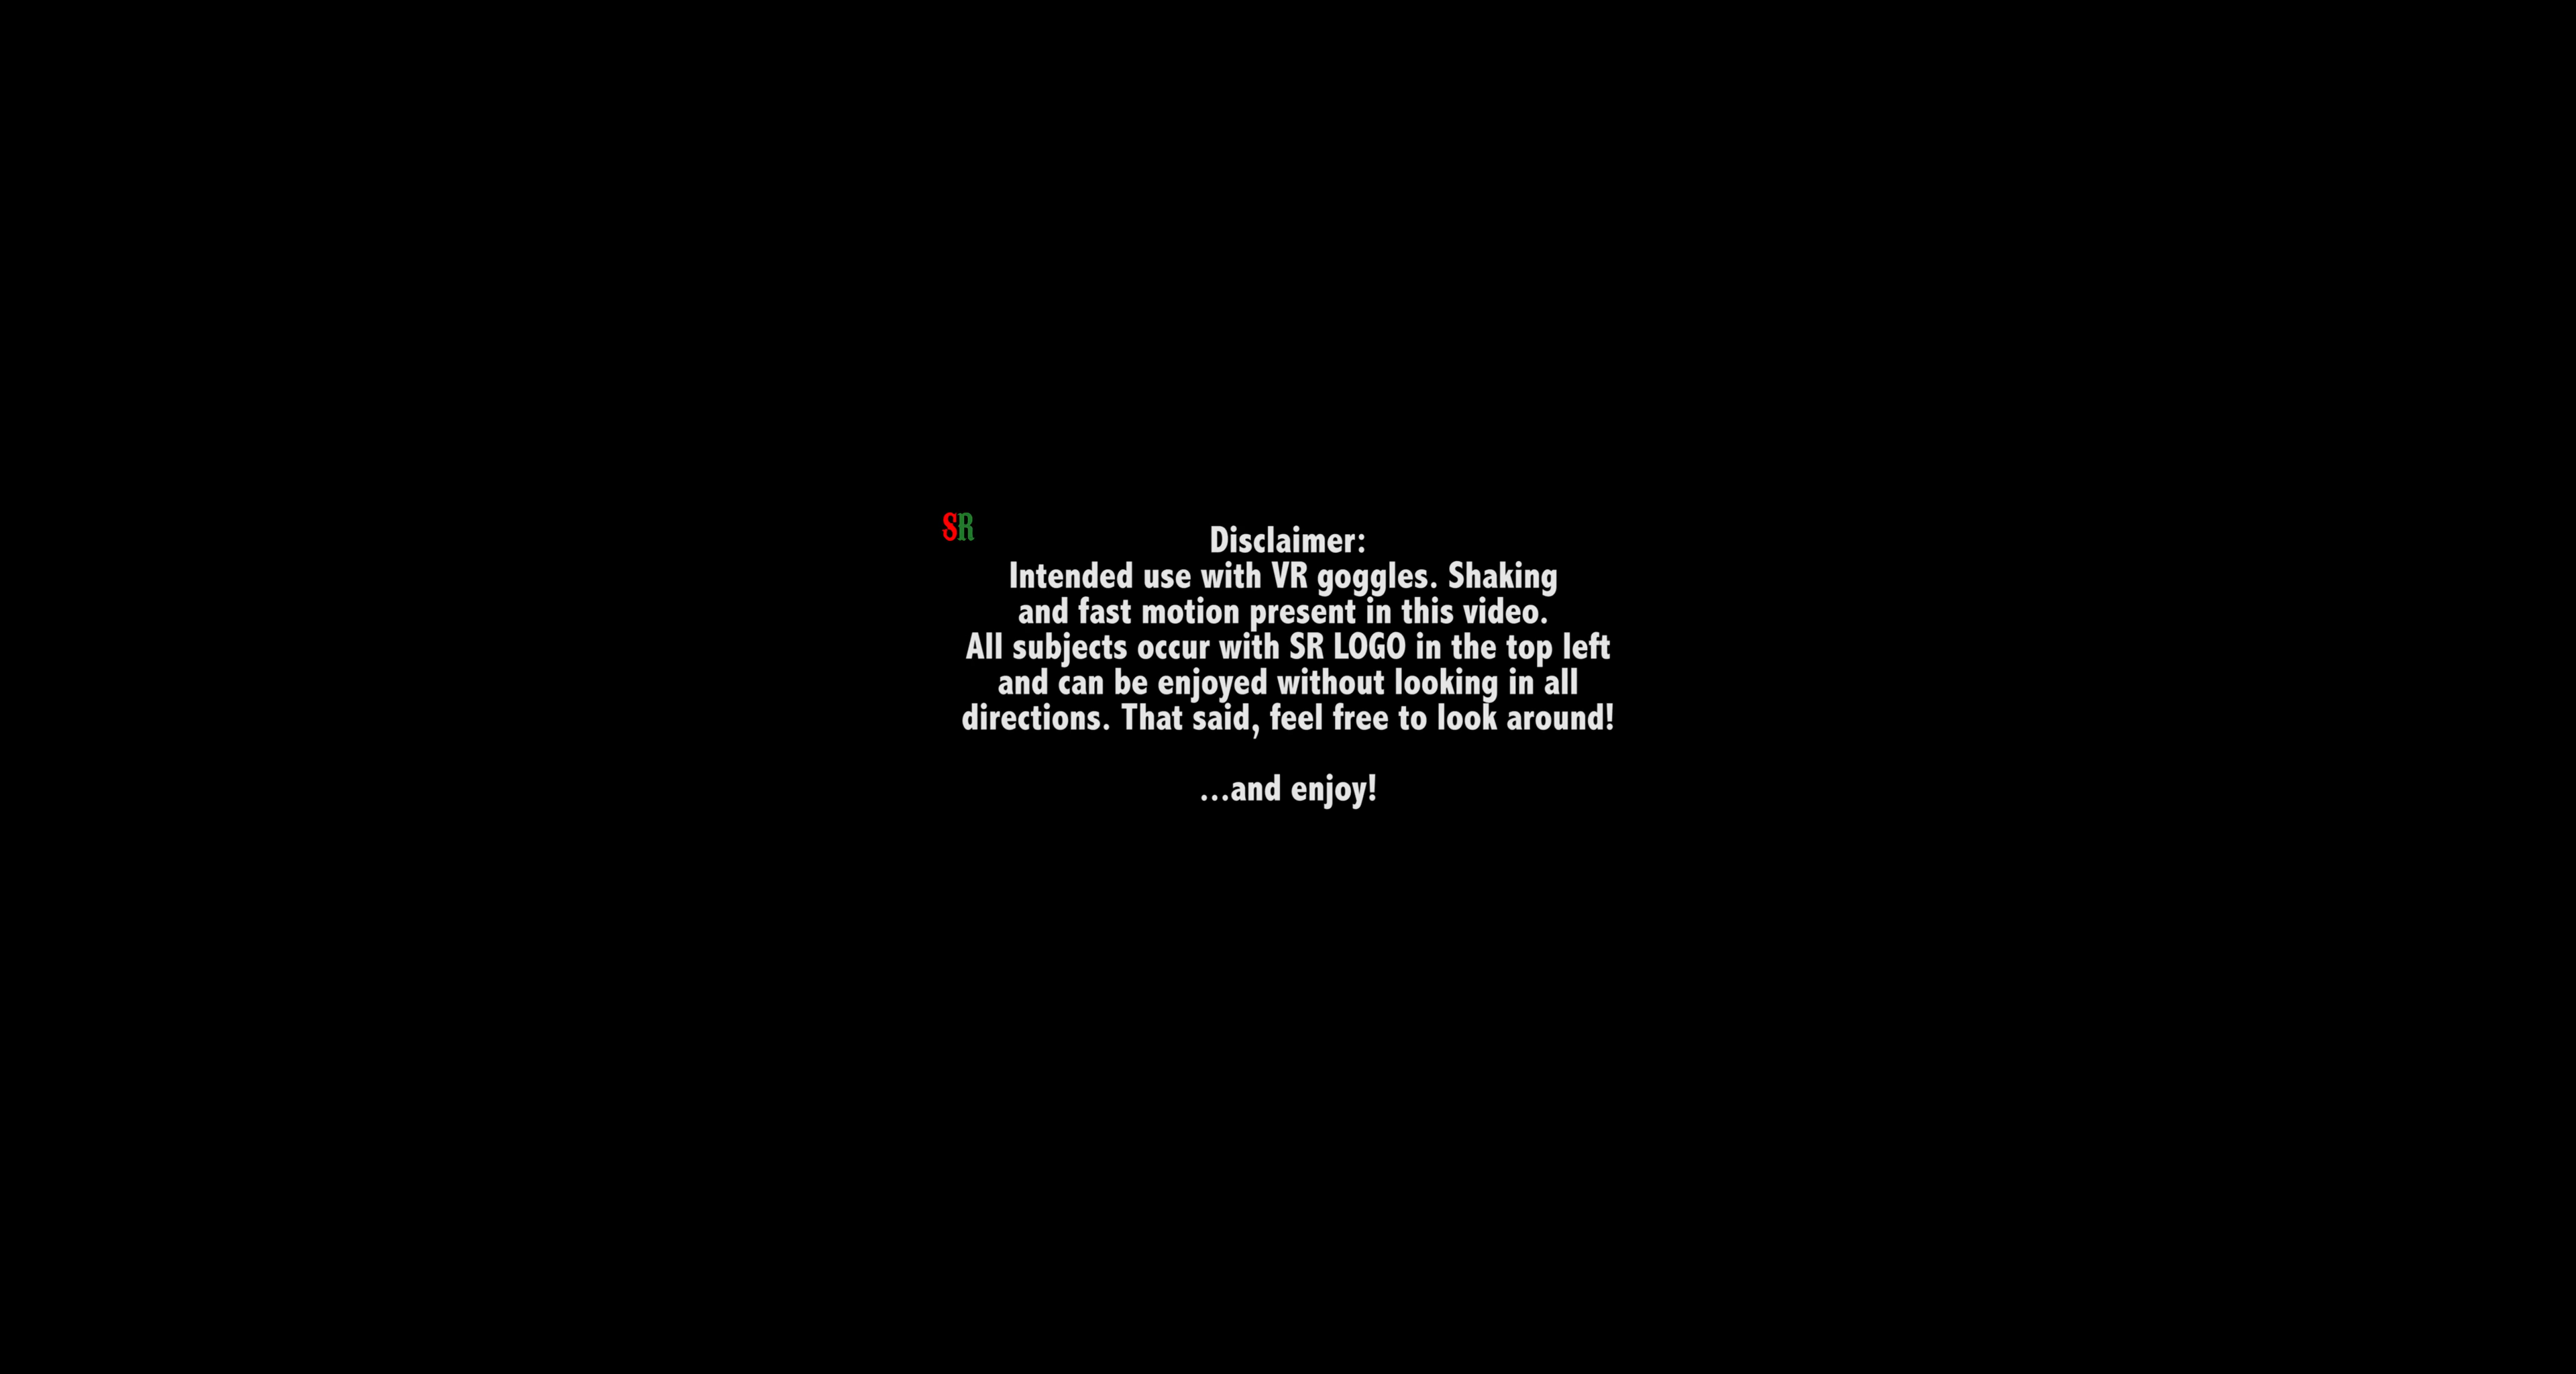 SR
Disclaimer:
Intended use with VR goggles. Shaking
and fast motion present in this video.
All subjects occur with SR LOGO in the top left
and can be enjoyed without looking in all
directions. That said, feel free to look around!
...and enjoy!